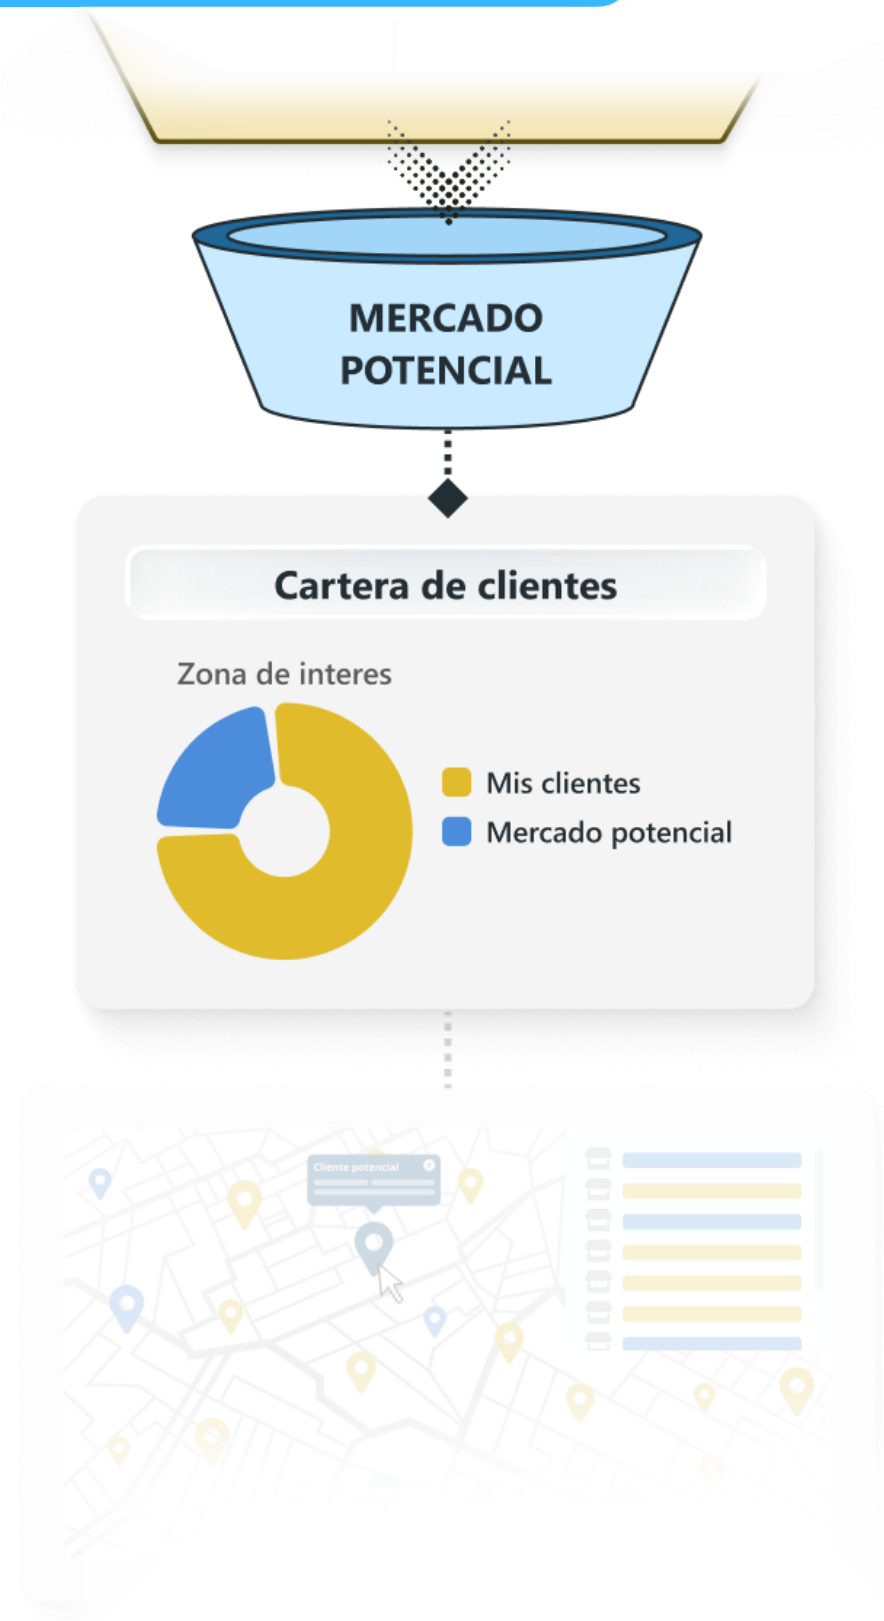 MERCADO
POTENCIAL
Cartera de clientes
Zona de interes
Mis clientes
Mercado potencial
Cliente potencial